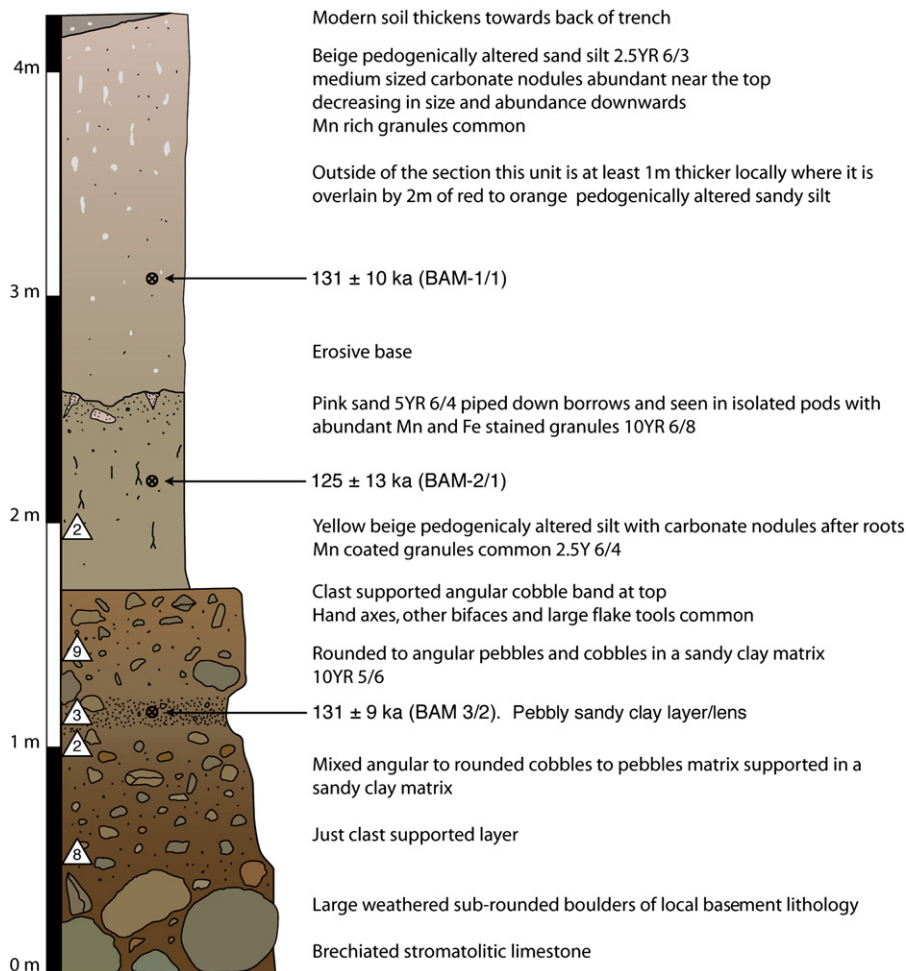 Modern soil thickens towards back of trench
4m
Beige pedogenically altered sand silt 2.5YR 6/3
medium sized carbonate nodules abundant near the top
decreasing in size and abundance downwards
Mn rich granules common
Outside of the section this unit is at least 1m thicker locally where it is
overlain by 2m of red to orange pedogenically altered sandy silt
131 ± 10 ka (BAM-1/1)
3 m
Erosive base
Pink sand 5YR 6/4 piped down borrows and seen in isolated pods with
abundant Mn and Fe stained granules 10YR 6/8
125 ± 13 ka (BAM-2/1)
2 m
2
Yellow beige pedogenicaly altered silt with carbonate nodules after roots
Mn coated granules common 2.5Y 6/4
Clast supported angular cobble band at top
Hand axes, other bifaces and large flake tools common
9
Rounded to angular pebbles and cobbles in a sandy clay matrix
10YR 5/6
3
131 ± 9 ka (BAM 3/2). Pebbly sandy clay layer/lens
1 m
2
Mixed angular to rounded cobbles to pebbles matrix supported in a
sandy clay matrix
Just clast supported layer
8
Large weathered sub-rounded boulders of local basement lithology
Brechiated stromatolitic limestone
0 m